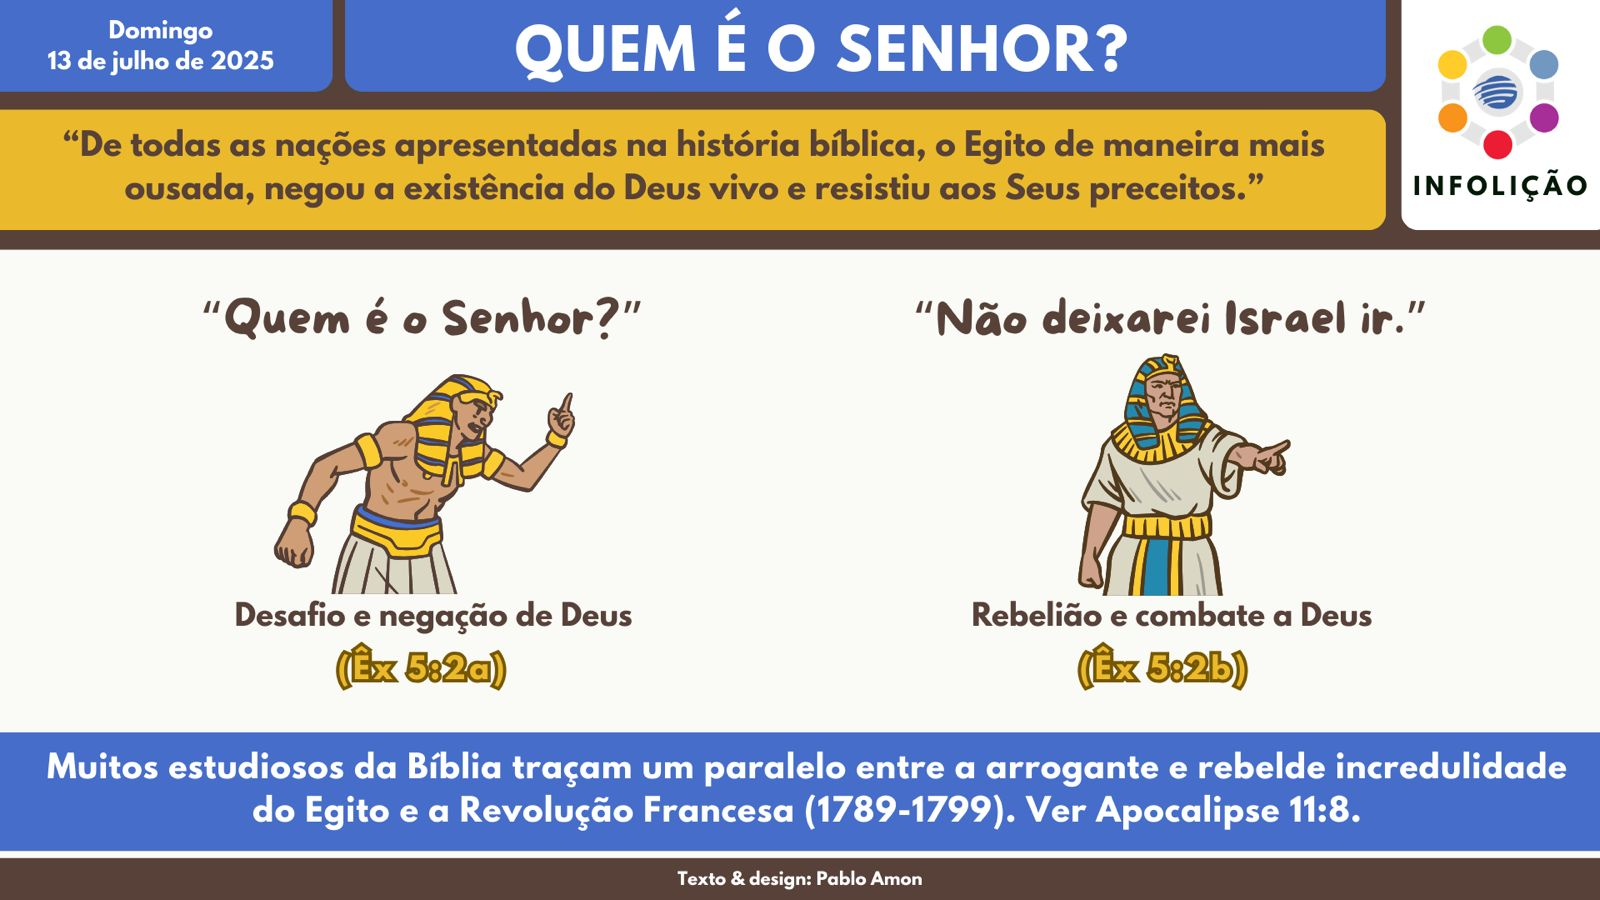 Domingo
13 de julho de 2025
QUEM É O SENHOR?
INFOLIÇÃO
“De todas as nações apresentadas na história bíblica, o Egito de maneira mais
ousada, negou a existência do Deus vivo e resistiu aos Seus preceitos.”
“Quem é o Senhor?”
Desafio e negação de Deus
(Êx 5:2a)
“Não deixarei Israel ir.”
Rebelião e combate a Deus
(Êx 5:2b)
Muitos estudiosos da Bíblia traçam um paralelo entre a arrogante e rebelde incredulidade
do Egito e a Revolução Francesa (1789-1799). Ver Apocalipse 11:8.
Texto & design: Pablo Amon